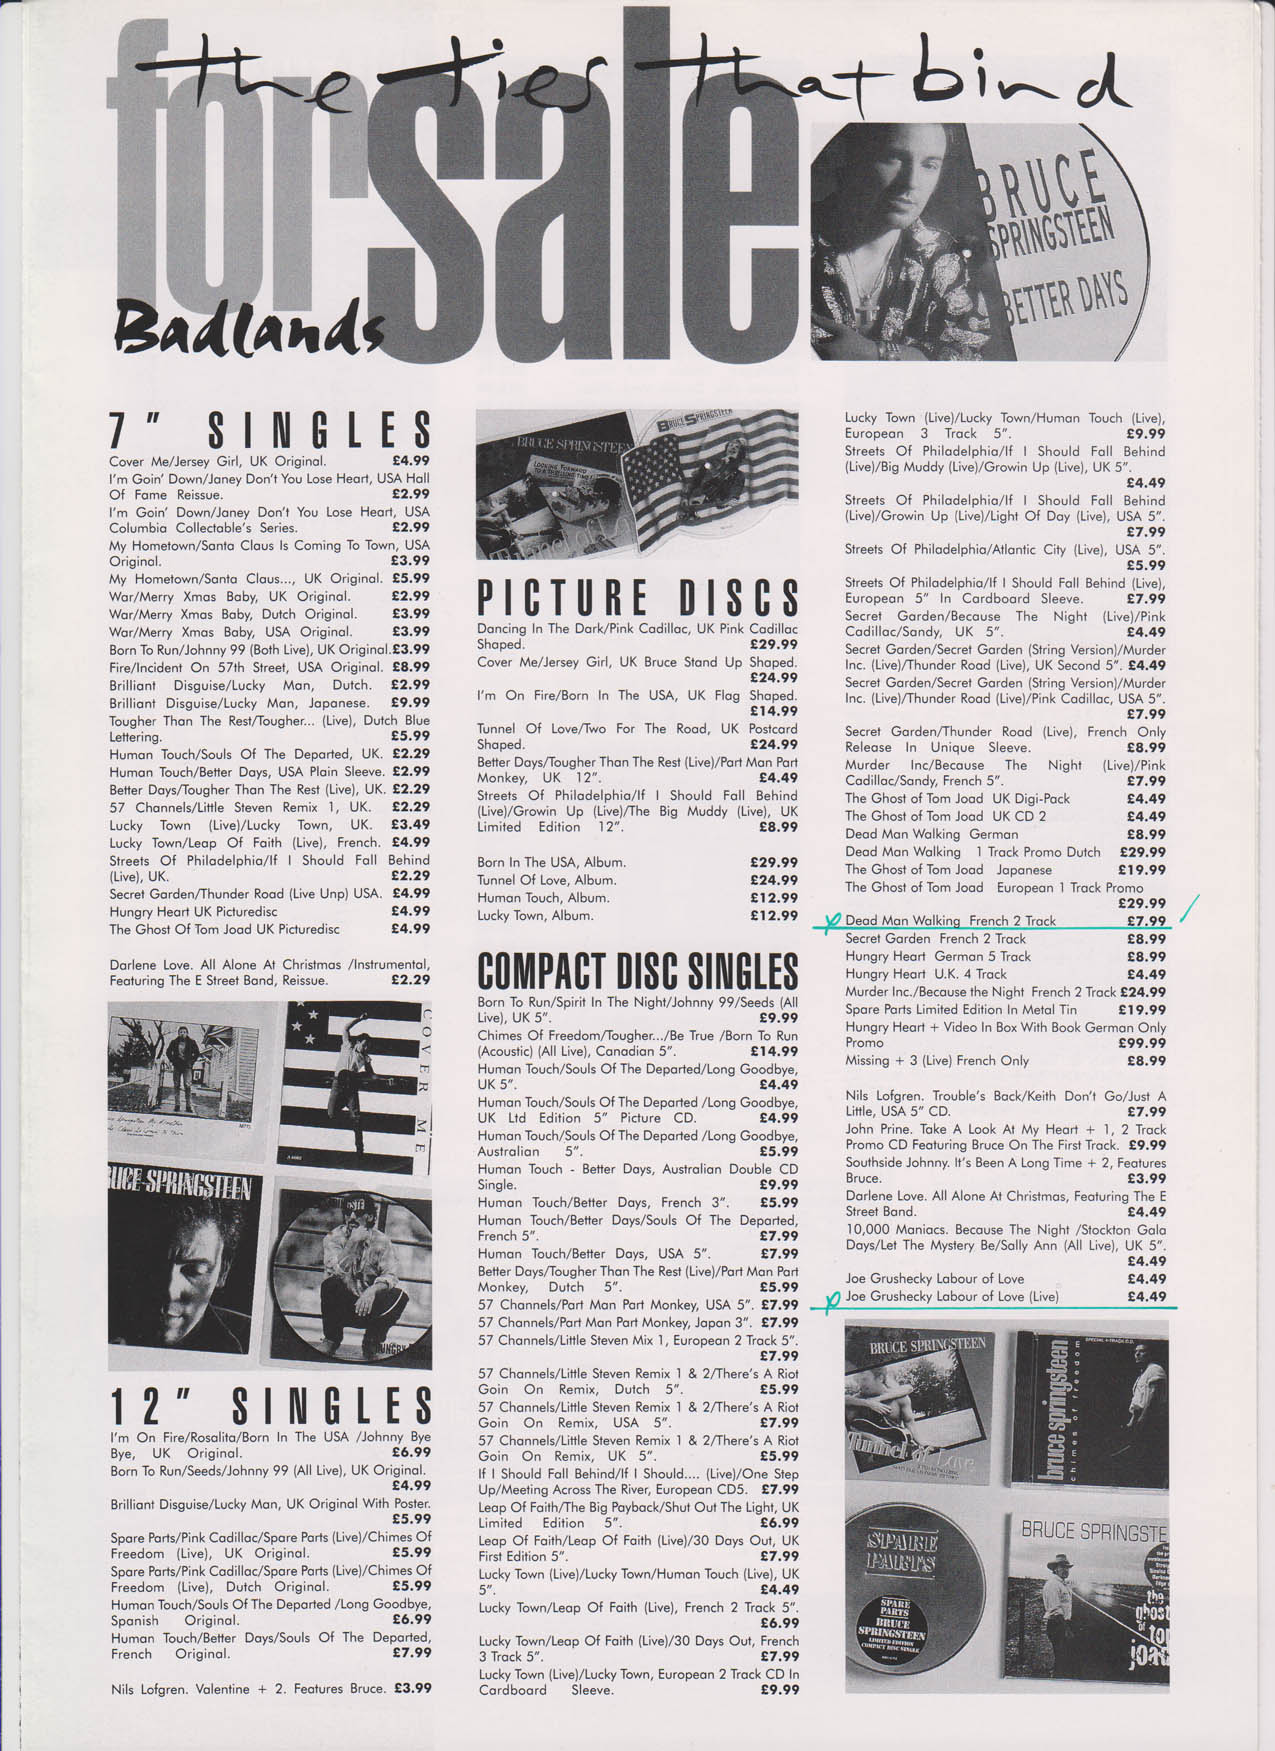 for sale
the ties that bind
Badlands
BRUCE
SPRINGSTEEN
BETTER DAYS
7" SINGLES
Cover Me/Jersey Girl, UK Original. £4.99
I'm Goin' Down/Janey Don't You Lose Heart, USA Hall
Of Fame Reissue. £2.99
I'm Goin' Down/Janey Don't You Lose Heart, USA
Columbia Collectable's Series. £2.99
My Hometown/Santa Claus Is Coming To Town, USA
Original. £3.99
My Hometown/Santa Claus..., UK Original. £5.99
War/Merry Xmas Baby, UK Original. £2.99
War/Merry Xmas Baby, Dutch Original. £3.99
War/Merry Xmas Baby, USA Original. £3.99
Born To Run/Johnny 99 (Both Live), UK Original. £3.99
Fire/Incident On 57th Street, USA Original. £8.99
Brilliant Disguise/Lucky Man, Dutch. £2.99
Brilliant Disguise/Lucky Man, Japanese. £9.99
Tougher Than The Rest/Tougher... (Live), Dutch Blue
Lettering. £5.99
Human Touch/Souls Of The Departed, UK. £2.29
Human Touch/Better Days, USA Plain Sleeve. £2.99
Better Days/Tougher Than The Rest (Live), UK. £2.29
57 Channels/Little Steven Remix 1, UK. £2.29
Lucky Town (Live)/Lucky Town, UK. £3.49
Lucky Town/Leap Of Faith (Live), French. £4.99
Streets Of Philadelphia/If I Should Fall Behind
(Live), UK. £2.29
Secret Garden/Thunder Road (Live Unp) USA. £4.99
Hungry Heart UK Picturedisc £4.99
The Ghost Of Tom Joad UK Picturedisc £4.99
Darlene Love. All Alone At Christmas /Instrumental,
Featuring The E Street Band, Reissue. £2.29
COVER ME
BRUCE SPRINGSTEEN
12" SINGLES
I'm On Fire/Rosalita/Born In The USA /Johnny Bye
Bye, UK Original. £6.99
Born To Run/Seeds/Johnny 99 (All Live), UK Original.
£4.99
Brilliant Disguise/Lucky Man, UK Original With Poster.
£5.99
Spare Parts/Pink Cadillac/Spare Parts (Live)/Chimes Of
Freedom (Live), UK Original. £5.99
Spare Parts/Pink Cadillac/Spare Parts (Live)/Chimes Of
Freedom (Live), Dutch Original. £5.99
Human Touch/Souls Of The Departed /Long Goodbye,
Spanish Original. £6.99
Human Touch/Better Days/Souls Of The Departed,
French Original. £7.99
Nils Lofgren. Valentine + 2. Features Bruce. £3.99
BRUCE SPRINGSTEEN
BRUCE SPRINGSTEEN
PICTURE DISCS
Dancing In The Dark/Pink Cadillac, UK Pink Cadillac
Shaped. £29.99
Cover Me/Jersey Girl, UK Bruce Stand Up Shaped.
£24.99
I'm On Fire/Born In The USA, UK Flag Shaped.
£14.99
Tunnel Of Love/Two For The Road, UK Postcard
Shaped. £24.99
Better Days/Tougher Than The Rest (Live)/Part Man Part
Monkey, UK 12". £4.49
Streets Of Philadelphia/If I Should Fall Behind
(Live)/Growin Up (Live)/The Big Muddy (Live), UK
Limited Edition 12". £8.99
Born In The USA, Album. £29.99
Tunnel Of Love, Album. £24.99
Human Touch, Album. £12.99
Lucky Town, Album. £12.99
COMPACT DISC SINGLES
Born To Run/Spirit In The Night/Johnny 99/Seeds (All
Live), UK 5". £9.99
Chimes Of Freedom/Tougher.../Be True /Born To Run
(Acoustic) (All Live), Canadian 5". £14.99
Human Touch/Souls Of The Departed/Long Goodbye,
UK 5". £4.49
Human Touch/Souls Of The Departed /Long Goodbye,
UK Ltd Edition 5" Picture CD. £4.99
Human Touch/Souls Of The Departed /Long Goodbye,
Australian 5". £5.99
Human Touch - Better Days, Australian Double CD
Single. £9.99
Human Touch/Better Days, French 3". £5.99
Human Touch/Better Days/Souls Of The Departed,
French 5". £7.99
Human Touch/Better Days, USA 5". £7.99
Better Days/Tougher Than The Rest (Live)/Part Man Part
Monkey, Dutch 5". £5.99
57 Channels/Part Man Part Monkey, USA 5". £7.99
57 Channels/Part Man Part Monkey, Japan 3". £7.99
57 Channels/Little Steven Mix 1, European 2 Track 5".
£7.99
57 Channels/Little Steven Remix 1 & 2/There's A Riot
Goin On Remix, Dutch 5". £5.99
57 Channels/Little Steven Remix 1 & 2/There's A Riot
Goin On Remix, USA 5". £7.99
57 Channels/Little Steven Remix 1 & 2/There's A Riot
Goin On Remix, UK 5". £5.99
If I Should Fall Behind/If I Should.... (Live)/One Step
Up/Meeting Across The River, European CD5. £7.99
Leap Of Faith/The Big Payback/Shut Out The Light, UK
Limited Edition 5". £6.99
Leap Of Faith/Leap Of Faith (Live)/30 Days Out, UK
First Edition 5". £7.99
Lucky Town (Live)/Lucky Town/Human Touch (Live), UK
5". £4.49
Lucky Town/Leap Of Faith (Live), French 2 Track 5".
£6.99
Lucky Town/Leap Of Faith (Live)/30 Days Out, French
3 Track 5". £7.99
Lucky Town (Live)/Lucky Town, European 2 Track CD In
Cardboard Sleeve. £9.99
Lucky Town (Live)/Lucky Town/Human Touch (Live),
European 3 Track 5". £9.99
Streets Of Philadelphia/If I Should Fall Behind
(Live)/Big Muddy (Live)/Growin Up (Live), UK 5".
£4.49
Streets Of Philadelphia/If I Should Fall Behind
(Live)/Growin Up (Live)/Light Of Day (Live), USA 5".
£7.99
Streets Of Philadelphia/Atlantic City (Live), USA 5".
£5.99
Streets Of Philadelphia/If I Should Fall Behind (Live),
European 5" In Cardboard Sleeve. £7.99
Secret Garden/Because The Night (Live)/Pink
Cadillac/Sandy, UK 5". £4.49
Secret Garden/Secret Garden (String Version)/Murder
Inc. (Live)/Thunder Road (Live), UK Second 5". £4.49
Secret Garden/Secret Garden (String Version)/Murder
Inc. (Live)/Thunder Road (Live)/Pink Cadillac, USA 5".
£7.99
Secret Garden/Thunder Road (Live), French Only
Release In Unique Sleeve. £8.99
Murder Inc/Because The Night (Live)/Pink
Cadillac/Sandy, French 5". £7.99
The Ghost of Tom Joad UK Digi-Pack £4.49
The Ghost of Tom Joad UK CD 2 £4.49
Dead Man Walking German £8.99
Dead Man Walking 1 Track Promo Dutch £29.99
The Ghost of Tom Joad Japanese £19.99
The Ghost of Tom Joad European 1 Track Promo
£29.99
Dead Man Walking French 2 Track £7.99
Secret Garden French 2 Track £8.99
Hungry Heart German 5 Track £8.99
Hungry Heart U.K. 4 Track £4.49
Murder Inc./Because the Night French 2 Track £24.99
Spare Parts Limited Edition In Metal Tin £19.99
Hungry Heart + Video In Box With Book German Only
Promo £99.99
Missing + 3 (Live) French Only £8.99
Nils Lofgren. Trouble's Back/Keith Don't Go/Just A
Little, USA 5" CD. £7.99
John Prine. Take A Look At My Heart + 1, 2 Track
Promo CD Featuring Bruce On The First Track. £9.99
Southside Johnny. It's Been A Long Time + 2, Features
Bruce. £3.99
Darlene Love. All Alone At Christmas, Featuring The E
Street Band. £4.49
10,000 Maniacs. Because The Night /Stockton Gala
Days/Let The Mystery Be/Sally Ann (All Live), UK 5".
£4.49
Joe Grushecky Labour of Love £4.49
Joe Grushecky Labour of Love (Live) £4.49
BRUCE SPRINGSTEEN
Tunnel of Love
bruce springsteen
chimes of freedom
SPARE
PARTS
SPARE
PARTS
BRUCE
SPRINGSTEEN
LIMITED EDITION
COMPACT DISC SINGLE
BRUCE SPRINGSTE
the
ghost
of